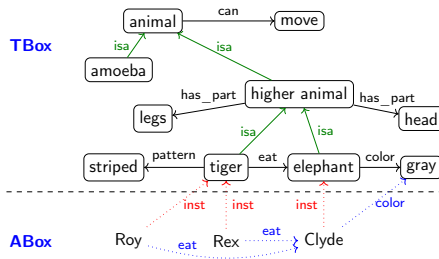 can
animal
move
TBox
isa
isa
amoeba
higher animal
has_part
has_part
legs
head
isa
isa
striped
pattern
tiger
eat
elephant
color
gray
inst
inst
inst
color
ABox
Roy
Rex
Clyde
eat
eat